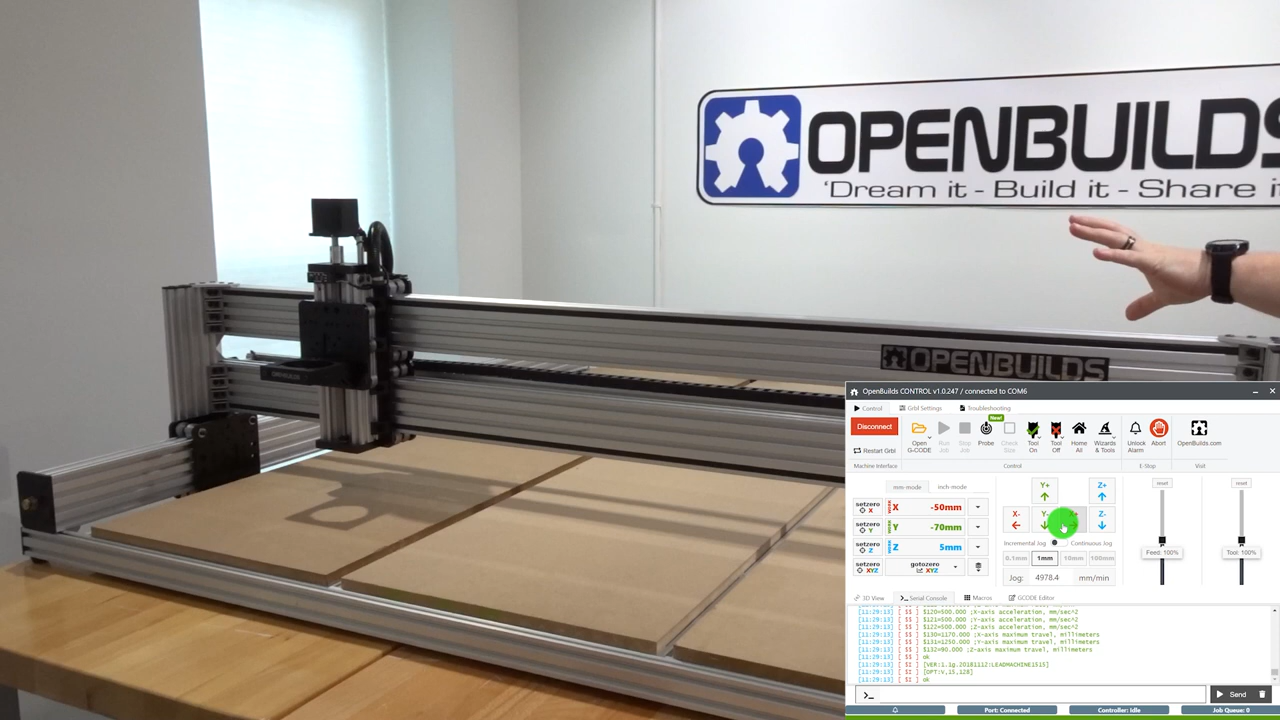 OPENBUILDS
'Dream it - Build it - Share it
OPENBUILDS
OpenBuilds CONTROL v1.0.247 / connected to COM6
Control Grbl Settings Troubleshooting
Disconnect
Restart Grbl
Machine Interface
Open G-CODE
Run Job
Stop Job
New!
Probe
Check Size
Tool On
Tool Off
Home All
Wizards & Tools
Control
Unlock Alarm
Abort
E-Stop
OpenBuilds.com
Visit
mm-mode inch-mode
setzero X X -50mm
setzero Y Y -70mm
setzero Z Z 5mm
setzero XYZ gotozero XYZ
Y+ Z+
X- Y- X+ Z-
Incremental Jog Continuous Jog
0.1mm 1mm 10mm 100mm
Jog: 4978.4 mm/min
reset reset
Feed: 100% Tool: 100%
3D View Serial Console Macros GCODE Editor
[11:29:13] [ $$ ] $120=500.000 ;X-axis acceleration, mm/sec^2
[11:29:13] [ $$ ] $121=500.000 ;Y-axis acceleration, mm/sec^2
[11:29:13] [ $$ ] $122=500.000 ;Z-axis acceleration, mm/sec^2
[11:29:13] [ $$ ] $130=1170.000 ;X-axis maximum travel, millimeters
[11:29:13] [ $$ ] $131=1250.000 ;Y-axis maximum travel, millimeters
[11:29:13] [ $$ ] $132=90.000 ;Z-axis maximum travel, millimeters
[11:29:13] [ $$ ] ok
[11:29:13] [ $I ] [VER:1.1g.20181112:LEADMACHINE1515]
[11:29:13] [ $I ] [OPT:V,15,128]
[11:29:13] [ $I ] ok
Send
Port: Connected Controller: Idle Job Queue: 0